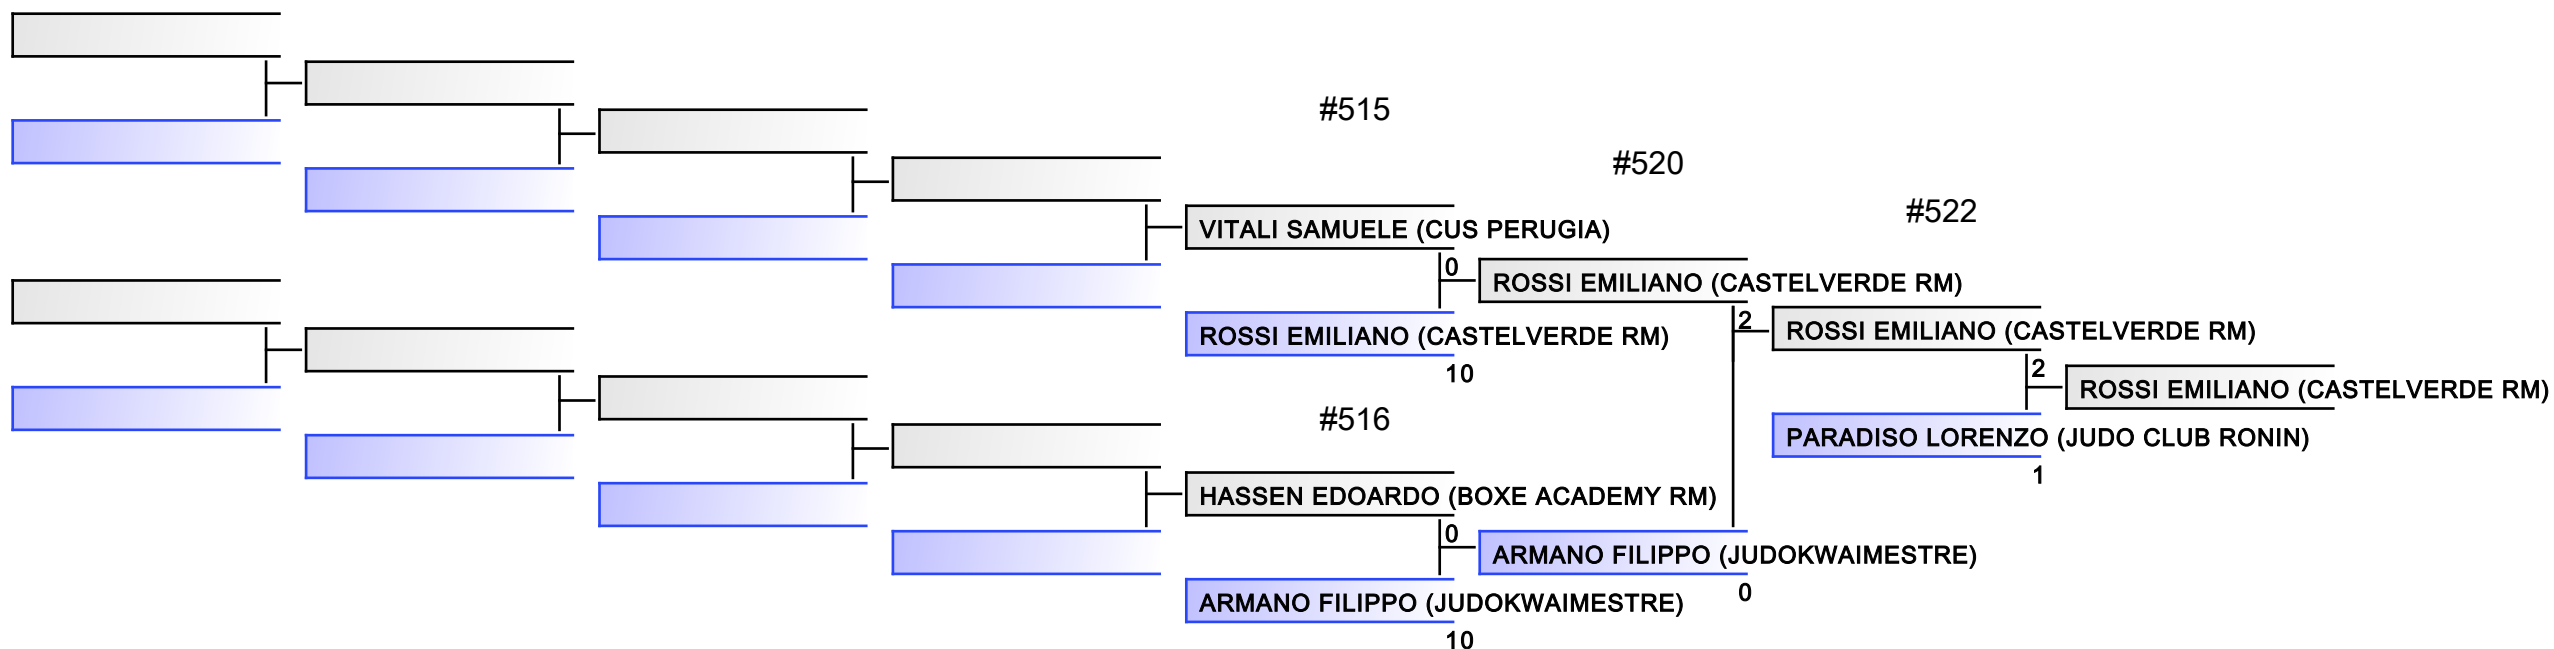 #515
#520
#522
VITALI SAMUELE (CUS PERUGIA)
0
ROSSI EMILIANO (CASTELVERDE RM)
2
ROSSI EMILIANO (CASTELVERDE RM)
ROSSI EMILIANO (CASTELVERDE RM)
10
2
ROSSI EMILIANO (CASTELVERDE RM)
#516
PARADISO LORENZO (JUDO CLUB RONIN)
1
HASSEN EDOARDO (BOXE ACADEMY RM)
0
ARMANO FILIPPO (JUDOKWAIMESTRE)
0
ARMANO FILIPPO (JUDOKWAIMESTRE)
10